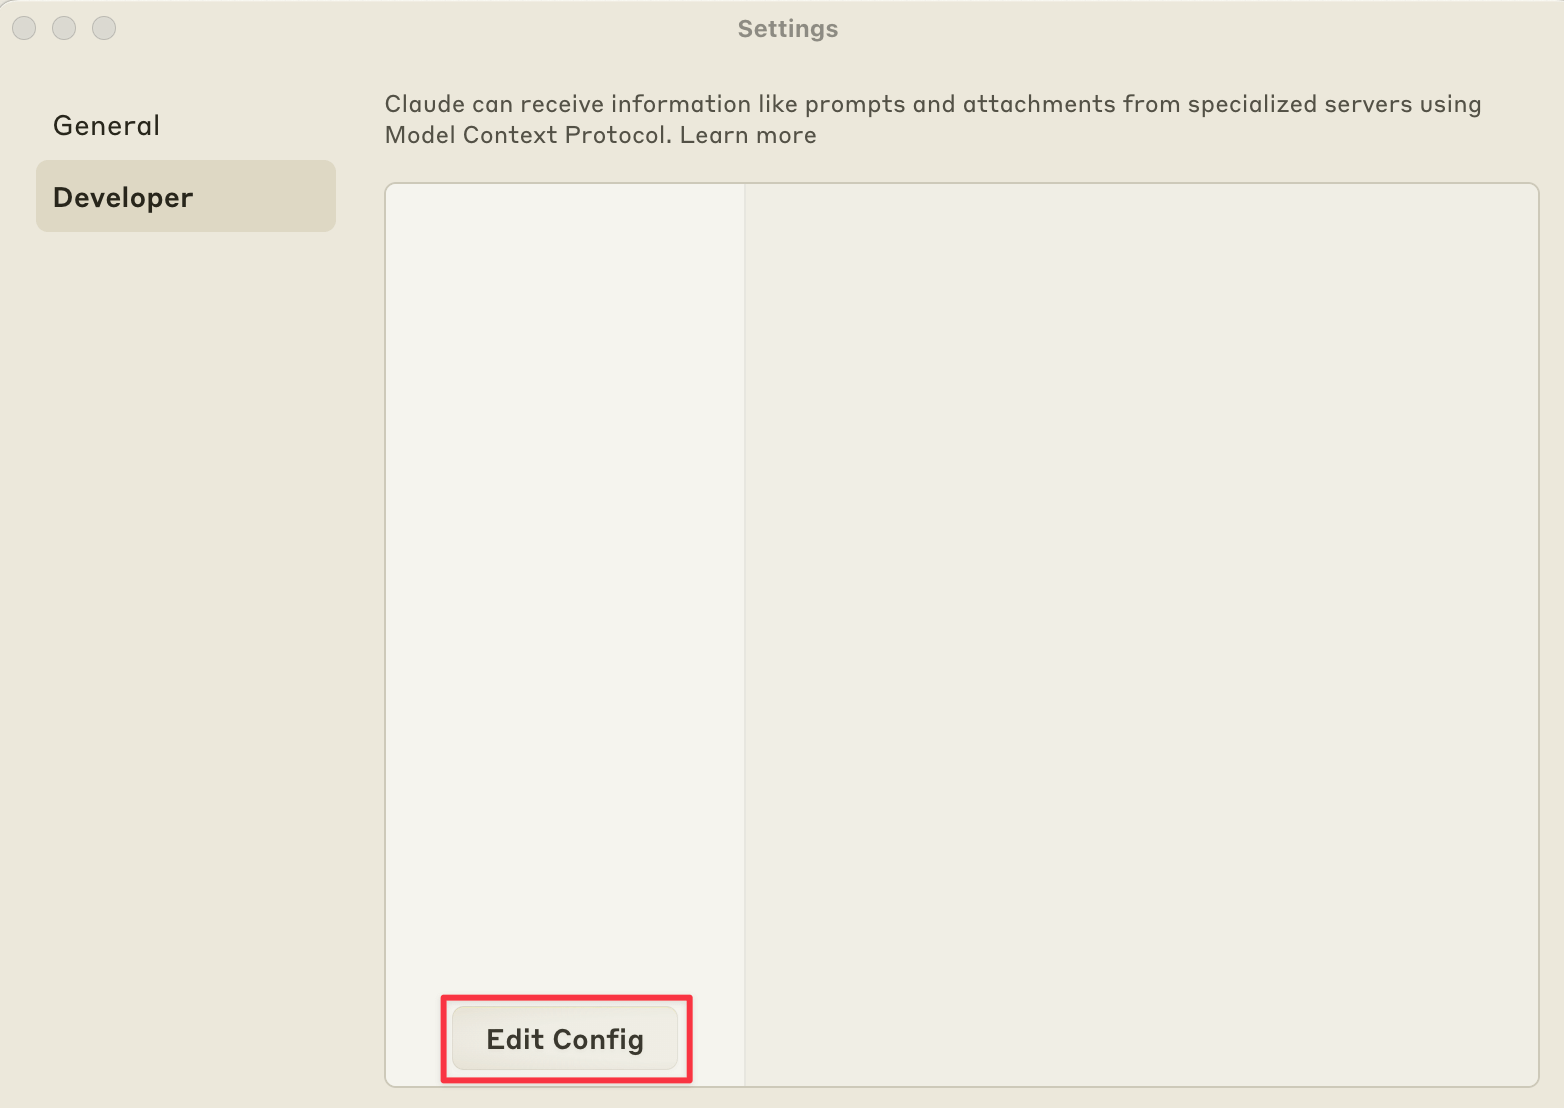 Settings
General
Developer
Claude can receive information like prompts and attachments from specialized servers using
Model Context Protocol. Learn more
Edit Config